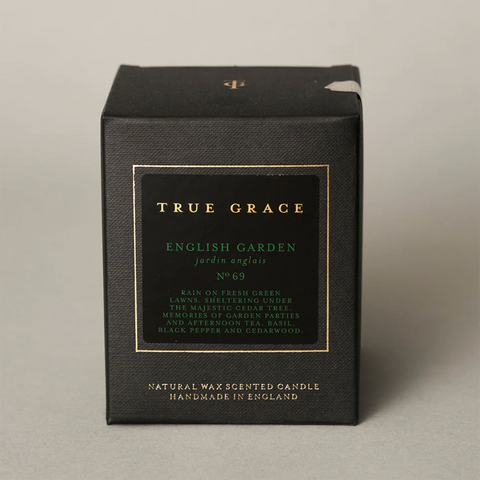 TRUE GRACE
ENGLISH GARDEN
jardin anglais
Nº 69
RAIN ON FRESH GREEN
LAWNS. SHELTERING UNDER
THE MAJESTIC CEDAR TREE.
MEMORIES OF GARDEN PARTIES
AND AFTERNOON TEA. BASIL,
BLACK PEPPER AND CEDARWOOD.
NATURAL WAX SCENTED CANDLE
HANDMADE IN ENGLAND